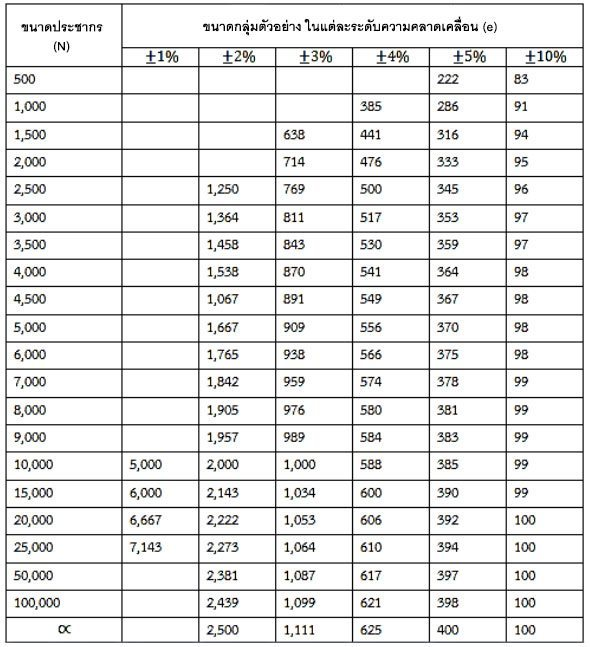 ขนาดประชากร (N) ขนาดกลุ่มตัวอย่าง ในแต่ละระดับความคลาดเคลื่อน (e)
±1% ±2% ±3% ±4% ±5% ±10%
500 222 83
1,000 385 286 91
1,500 638 441 316 94
2,000 714 476 333 95
2,500 1,250 769 500 345 96
3,000 1,364 811 517 353 97
3,500 1,458 843 530 359 97
4,000 1,538 870 541 364 98
4,500 1,067 891 549 367 98
5,000 1,667 909 556 370 98
6,000 1,765 938 566 375 98
7,000 1,842 959 574 378 99
8,000 1,905 976 580 381 99
9,000 1,957 989 584 383 99
10,000 5,000 2,000 1,000 588 385 99
15,000 6,000 2,143 1,034 600 390 99
20,000 6,667 2,222 1,053 606 392 100
25,000 7,143 2,273 1,064 610 394 100
50,000 2,381 1,087 617 397 100
100,000 2,439 1,099 621 398 100
∝ 2,500 1,111 625 400 100